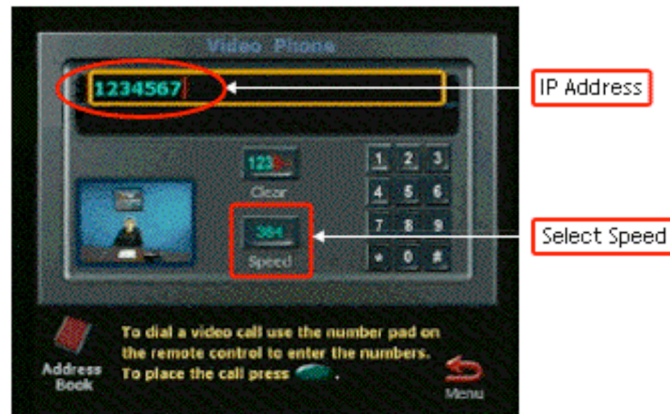 Video Phone
1234567
IP Address
123
Clear
1 2 3
4 5 6
7 8 9
* 0 #
384
Speed
Select Speed
To dial a video call use the number pad on
the remote control to enter the numbers.
To place the call press .
Address
Book
Menu